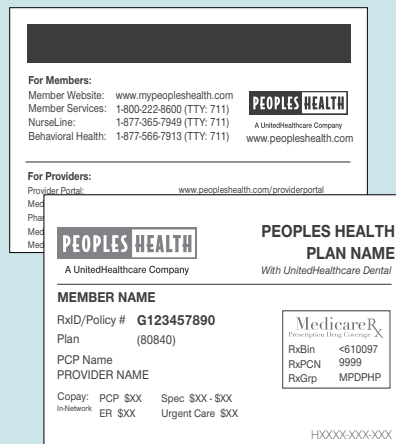 For Members:
Member Website: www.mypeopleshealth.com
Member Services: 1-800-222-8600 (TTY: 711)
NurseLine: 1-877-365-7949 (TTY: 711)
Behavioral Health: 1-877-566-7913 (TTY: 711)
PEOPLES HEALTH
A UnitedHealthcare Company
www.peopleshealth.com
For Providers:
Provider Portal: www.peopleshealth.com/providerportal
Med
Phar
Med
Med
PEOPLES HEALTH
A UnitedHealthcare Company
PEOPLES HEALTH
PLAN NAME
With UnitedHealthcare Dental
MEMBER NAME
RxID/Policy # G123457890
Plan (80840)
PCP Name
PROVIDER NAME
Copay: PCP $XX Spec $XX - $XX
In-Network ER $XX Urgent Care $XX
MedicareRx
Prescription Drug Coverage
RxBin <610097
RxPCN 9999
RxGrp MPDPHP
HXXXX-XXX-XXX